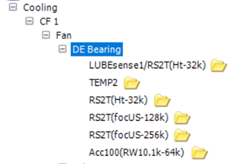 Cooling
CF 1
Fan
DE Bearing
LUBEsense1/RS2T(Ht-32k)
TEMP2
RS2T(Ht-32k)
RS2T(focUS-128k)
RS2T(focUS-256k)
Acc100(RW10.1k-64k)